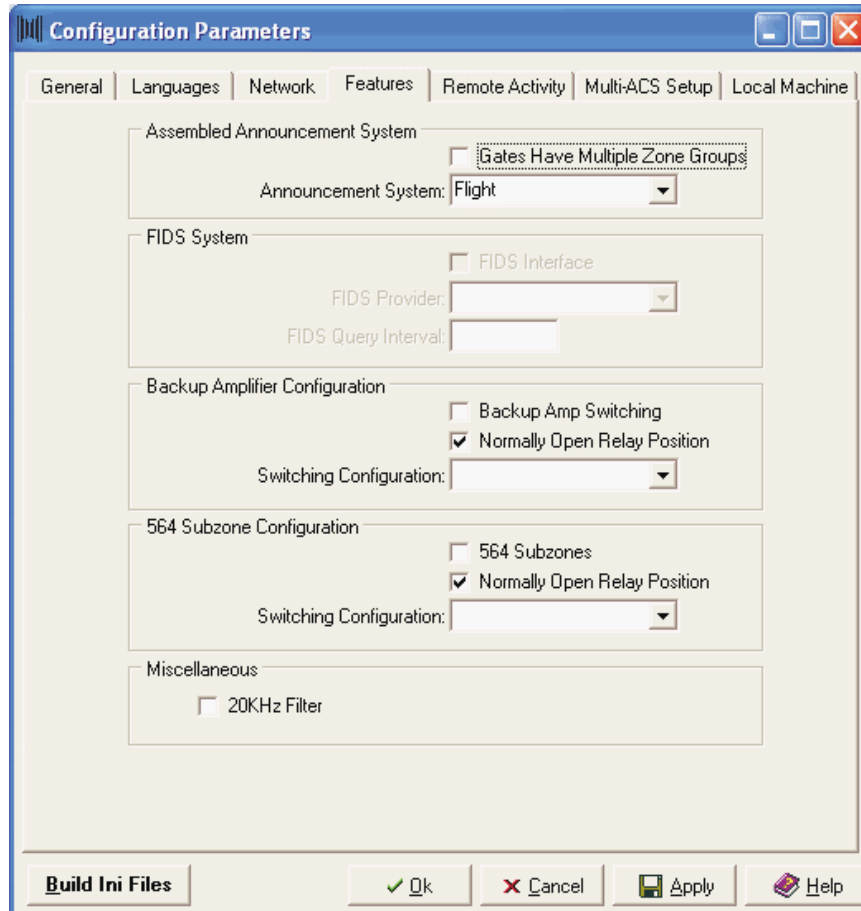 Configuration Parameters
General Languages Network Features Remote Activity Multi-ACS Setup Local Machine
Assembled Announcement System
Gates Have Multiple Zone Groups
Announcement System: Flight
FIDS System
FIDS Interface
FIDS Provider:
FIDS Query Interval:
Backup Amplifier Configuration
Backup Amp Switching
Normally Open Relay Position
Switching Configuration:
564 Subzone Configuration
564 Subzones
Normally Open Relay Position
Switching Configuration:
Miscellaneous
20KHz Filter
Build Ini Files Ok Cancel Apply Help